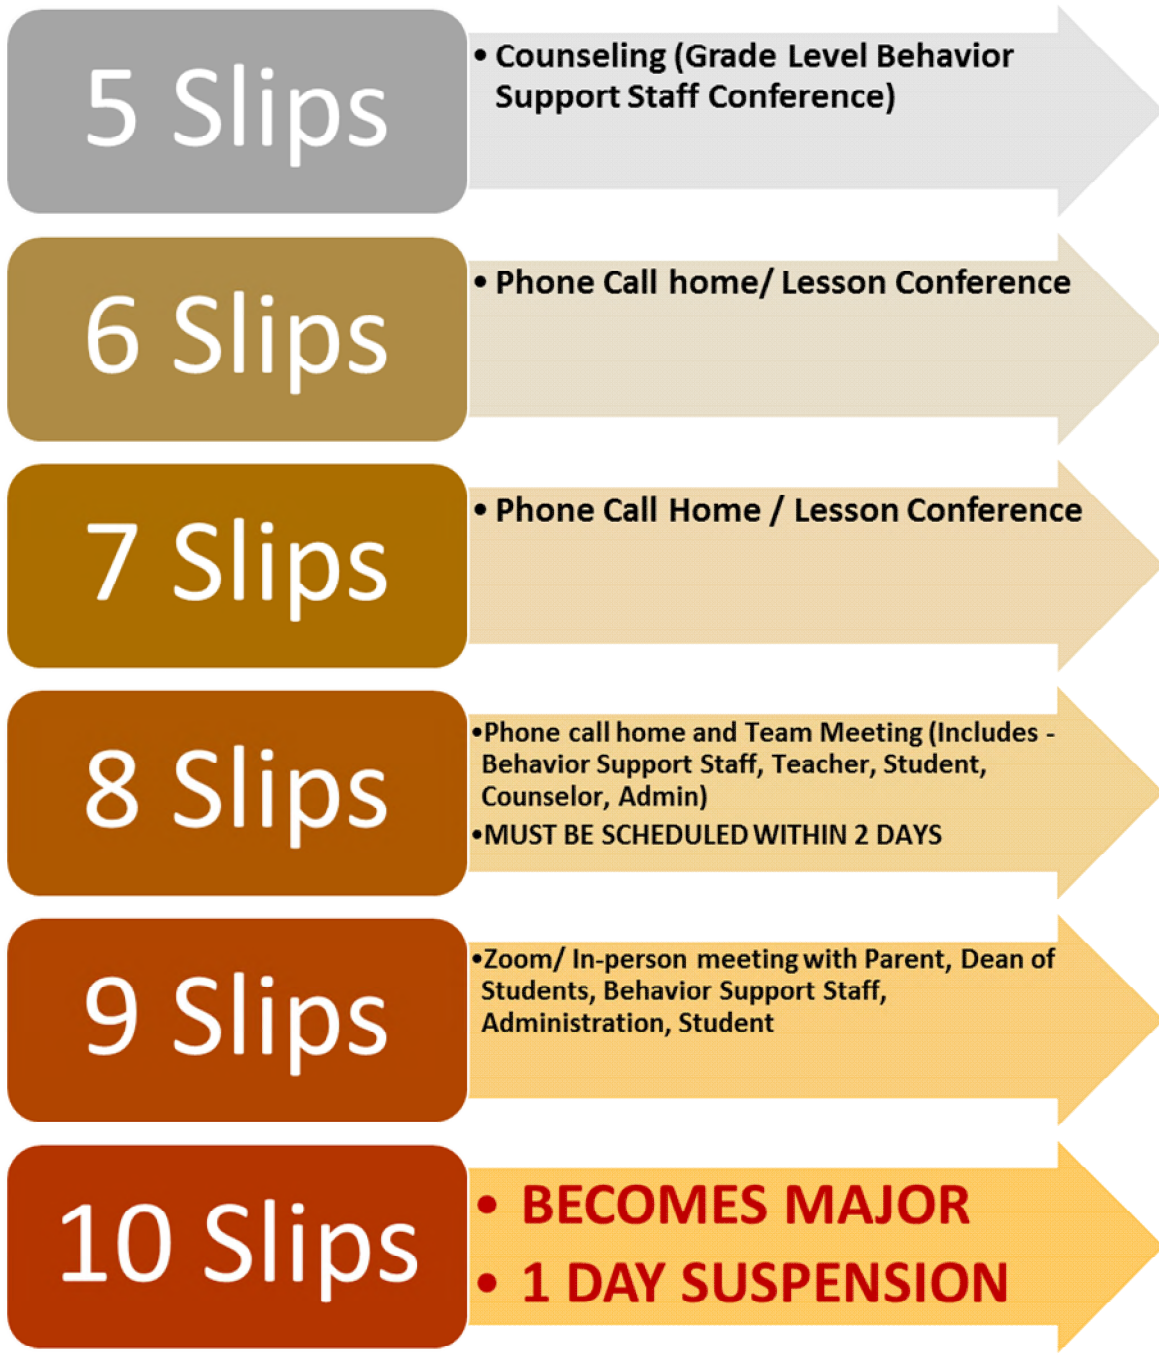 5 Slips
• Counseling (Grade Level Behavior
Support Staff Conference)
6 Slips
• Phone Call home/ Lesson Conference
7 Slips
• Phone Call Home / Lesson Conference
8 Slips
•Phone call home and Team Meeting (Includes -
Behavior Support Staff, Teacher, Student,
Counselor, Admin)
•MUST BE SCHEDULED WITHIN 2 DAYS
9 Slips
•Zoom/ In-person meeting with Parent, Dean of
Students, Behavior Support Staff,
Administration, Student
10 Slips
• BECOMES MAJOR
• 1 DAY SUSPENSION